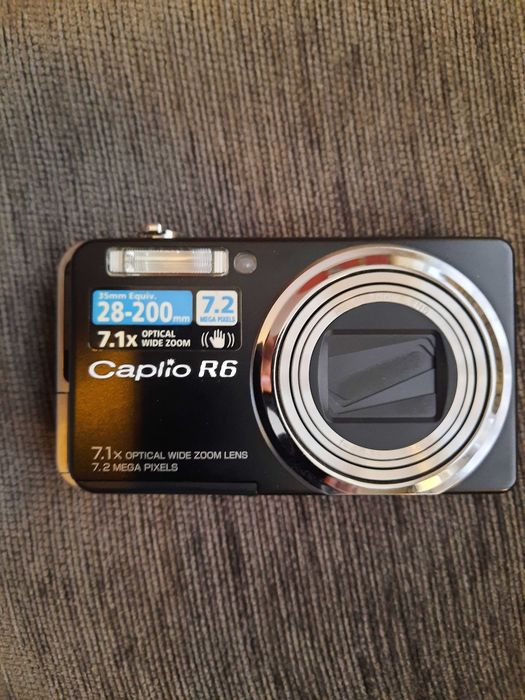 35mm Equiv.
28-200mm
7.2
MEGA PIXELS
7.1x OPTICAL
WIDE ZOOM
Caplio R6
7.1x OPTICAL WIDE ZOOM LENS
7.2 MEGA PIXELS